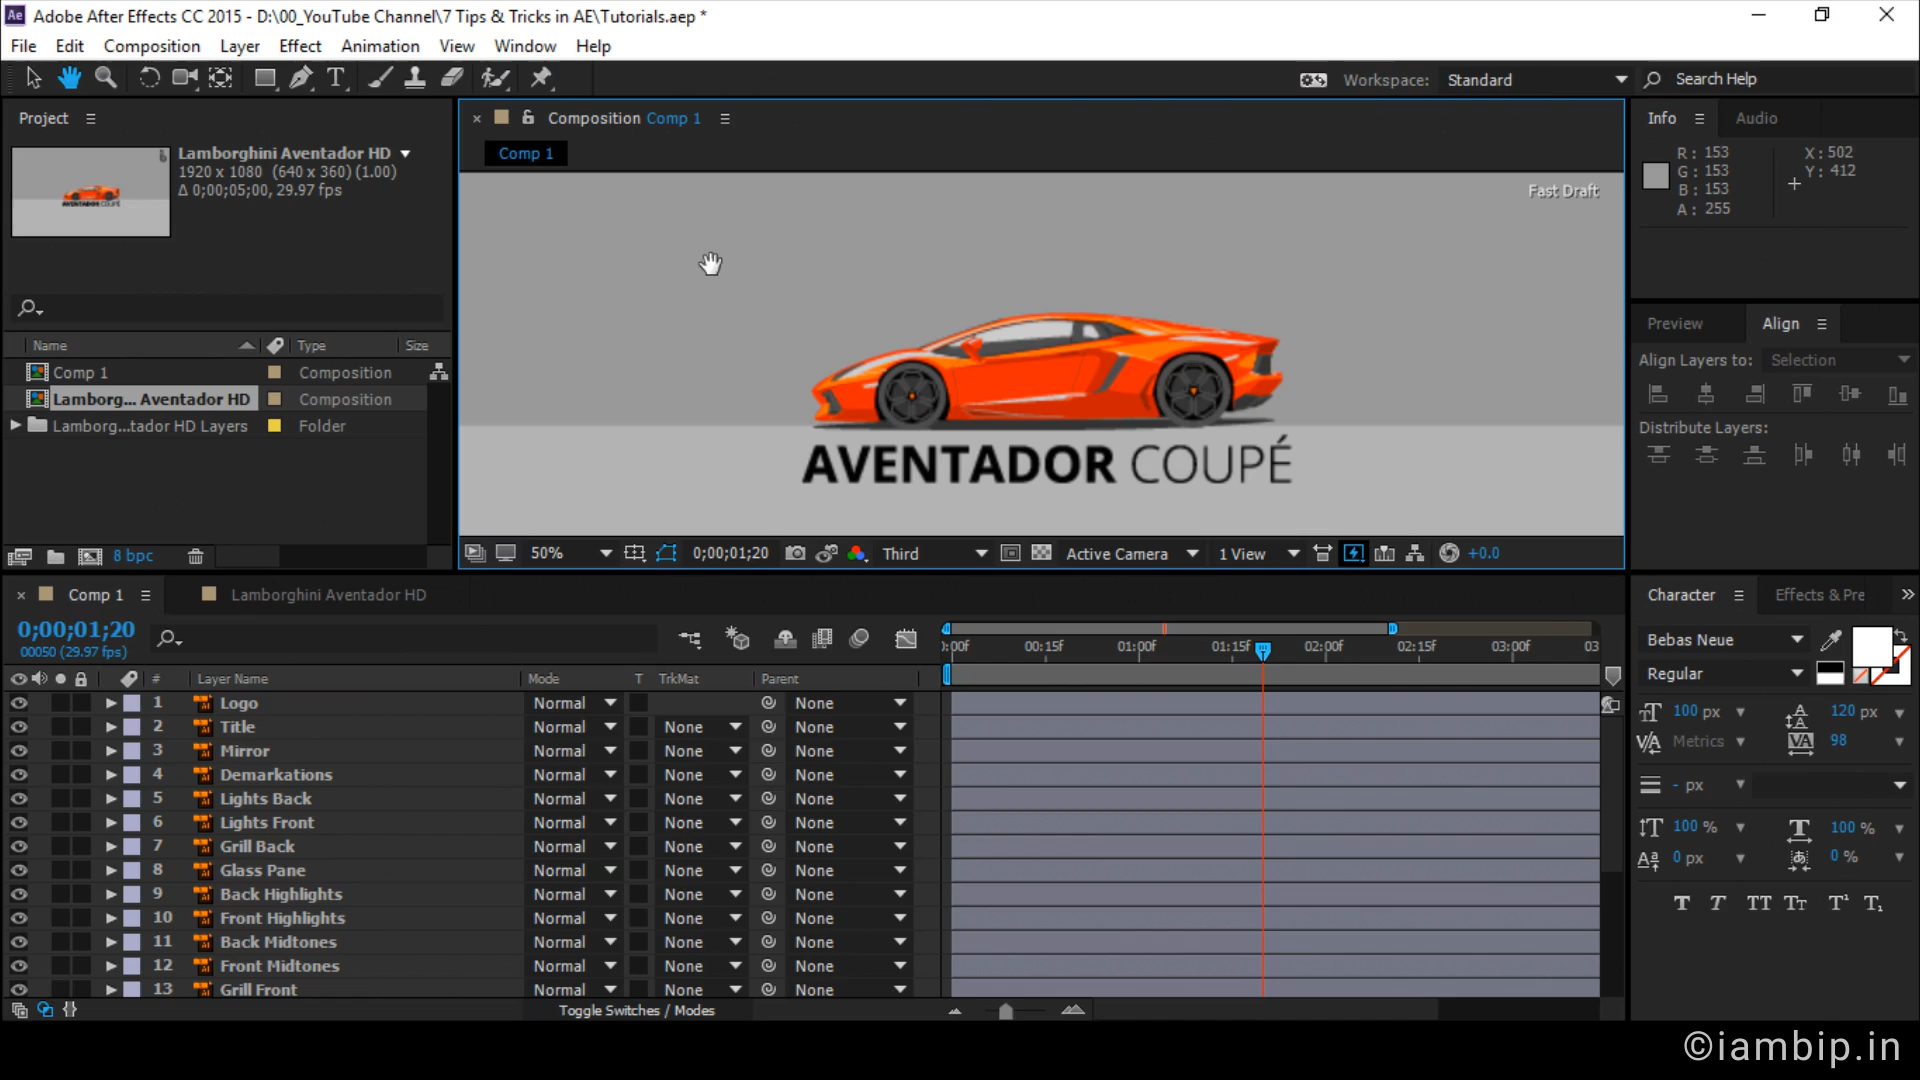 Ae Adobe After Effects CC 2015 - D:\00_YouTube Channel\7 Tips & Tricks in AE\Tutorials.aep *
File Edit Composition Layer Effect Animation View Window Help
Workspace: Standard Search Help
Project
Lamborghini Aventador HD
1920 x 1080 (640 x 360) (1.00)
Δ 0;00;05;00, 29.97 fps
Name Type Size
Comp 1 Composition
Lamborg... Aventador HD Composition
Lamborg...tador HD Layers Folder
8 bpc
Composition Comp 1
Comp 1
Fast Draft
AVENTADOR COUPÉ
50% 0;00;01;20 Third Active Camera 1 View +0.0
Info Audio
R: 153 X: 502
G: 153 Y: 412
B: 153
A: 255
Preview Align
Align Layers to: Selection
Distribute Layers:
Comp 1 Lamborghini Aventador HD
0;00;01;20
00050 (29.97 fps)
:00f 00:15f 01:00f 01:15f 02:00f 02:15f 03:00f 03
# Layer Name Mode T TrkMat Parent
1 Logo Normal None
2 Title Normal None None
3 Mirror Normal None None
4 Demarkations Normal None None
5 Lights Back Normal None None
6 Lights Front Normal None None
7 Grill Back Normal None None
8 Glass Pane Normal None None
9 Back Highlights Normal None None
10 Front Highlights Normal None None
11 Back Midtones Normal None None
12 Front Midtones Normal None None
13 Grill Front Normal None None
Toggle Switches / Modes
Character Effects & Pre
Bebas Neue
Regular
100 px 120 px
Metrics 98
- px
100 % 100 %
0 px 0 %
©iambip.in